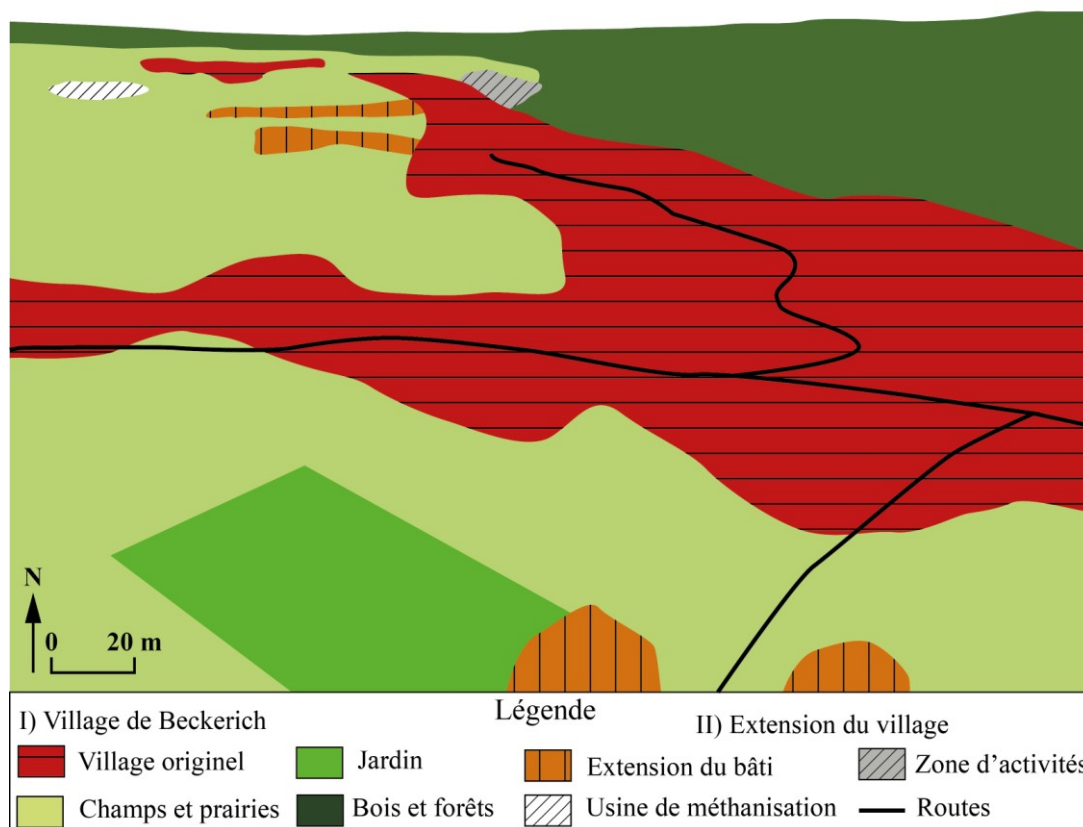 N
0 20 m
Légende
I) Village de Beckerich
II) Extension du village
Village originel
Jardin
Extension du bâti
Zone d’activités
Champs et prairies
Bois et forêts
Usine de méthanisation
Routes